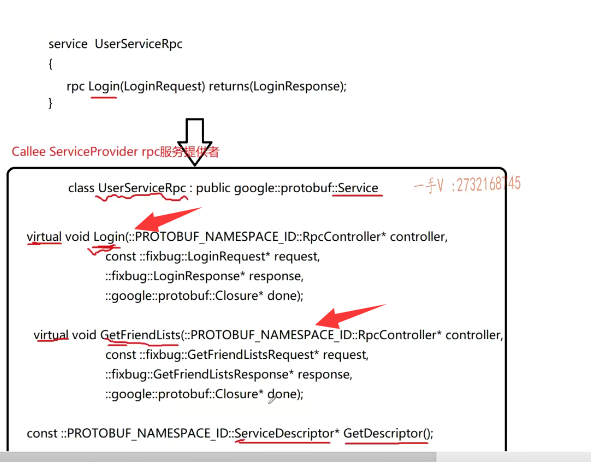 service UserServiceRpc
{
rpc Login(LoginRequest) returns(LoginResponse);
}
Callee ServiceProvider rpc服务提供者
class UserServiceRpc : public google::protobuf::Service
一手V :2732168745
virtual void Login(::PROTOBUF_NAMESPACE_ID::RpcController* controller,
const ::fixbug::LoginRequest* request,
::fixbug::LoginResponse* response,
::google::protobuf::Closure* done);
virtual void GetFriendLists(::PROTOBUF_NAMESPACE_ID::RpcController* controller,
const ::fixbug::GetFriendListsRequest* request,
::fixbug::GetFriendListsResponse* response,
::google::protobuf::Closure* done);
const ::PROTOBUF_NAMESPACE_ID::ServiceDescriptor* GetDescriptor();